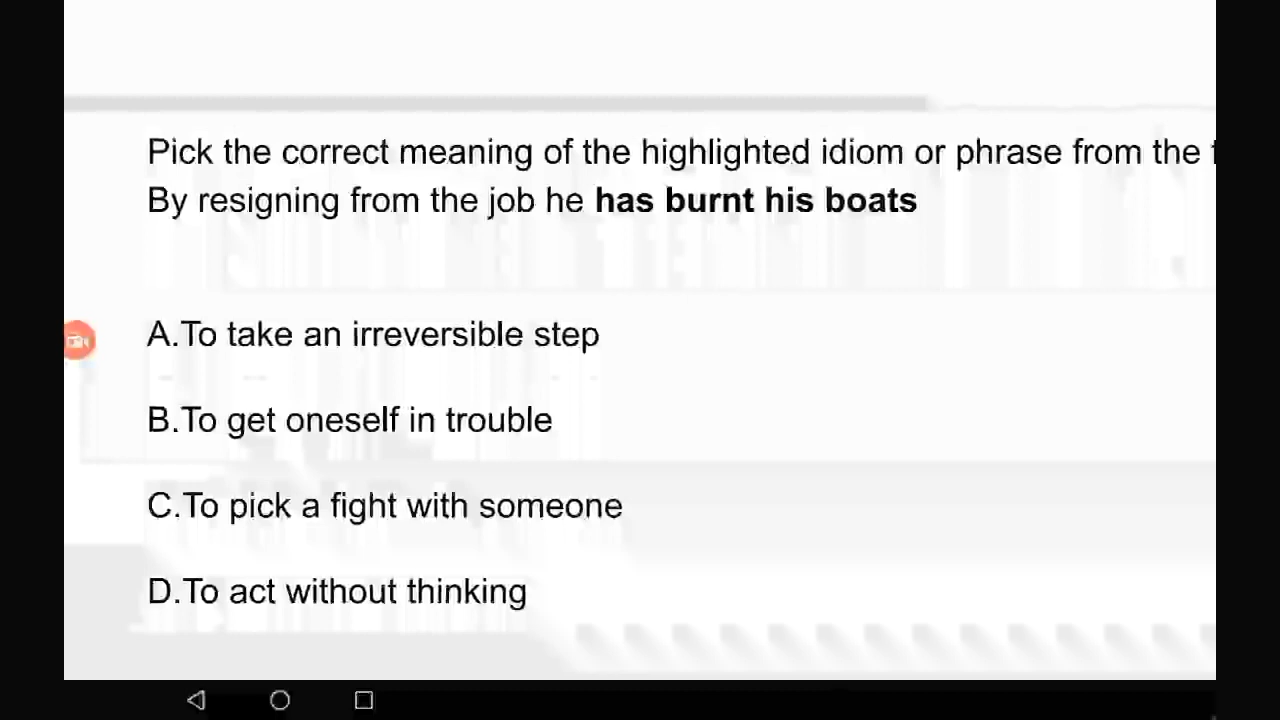 Pick the correct meaning of the highlighted idiom or phrase from the
By resigning from the job he has burnt his boats
A.To take an irreversible step
B.To get oneself in trouble
C.To pick a fight with someone
D.To act without thinking